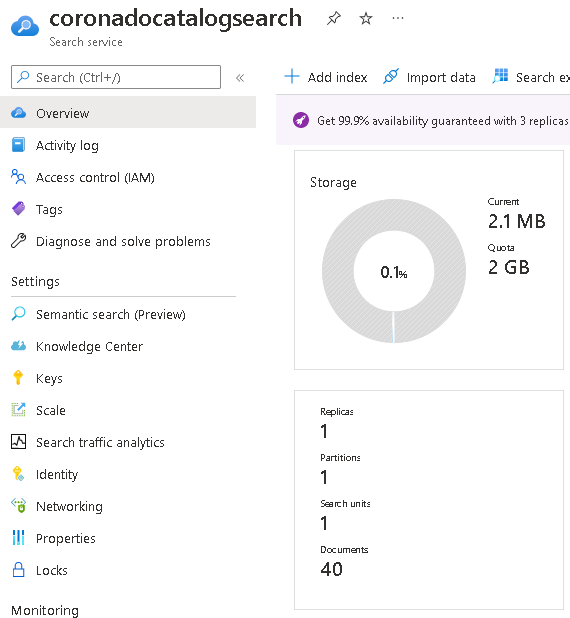 coronadocatalogsearch
Search service
Search (Ctrl+/)
Overview
Activity log
Access control (IAM)
Tags
Diagnose and solve problems
Settings
Semantic search (Preview)
Knowledge Center
Keys
Scale
Search traffic analytics
Identity
Networking
Properties
Locks
Monitoring
Add index
Import data
Search ex
Get 99.9% availability guaranteed with 3 replicas
Storage
0.1%
Current
2.1 MB
Quota
2 GB
Replicas
1
Partitions
1
Search units
1
Documents
40